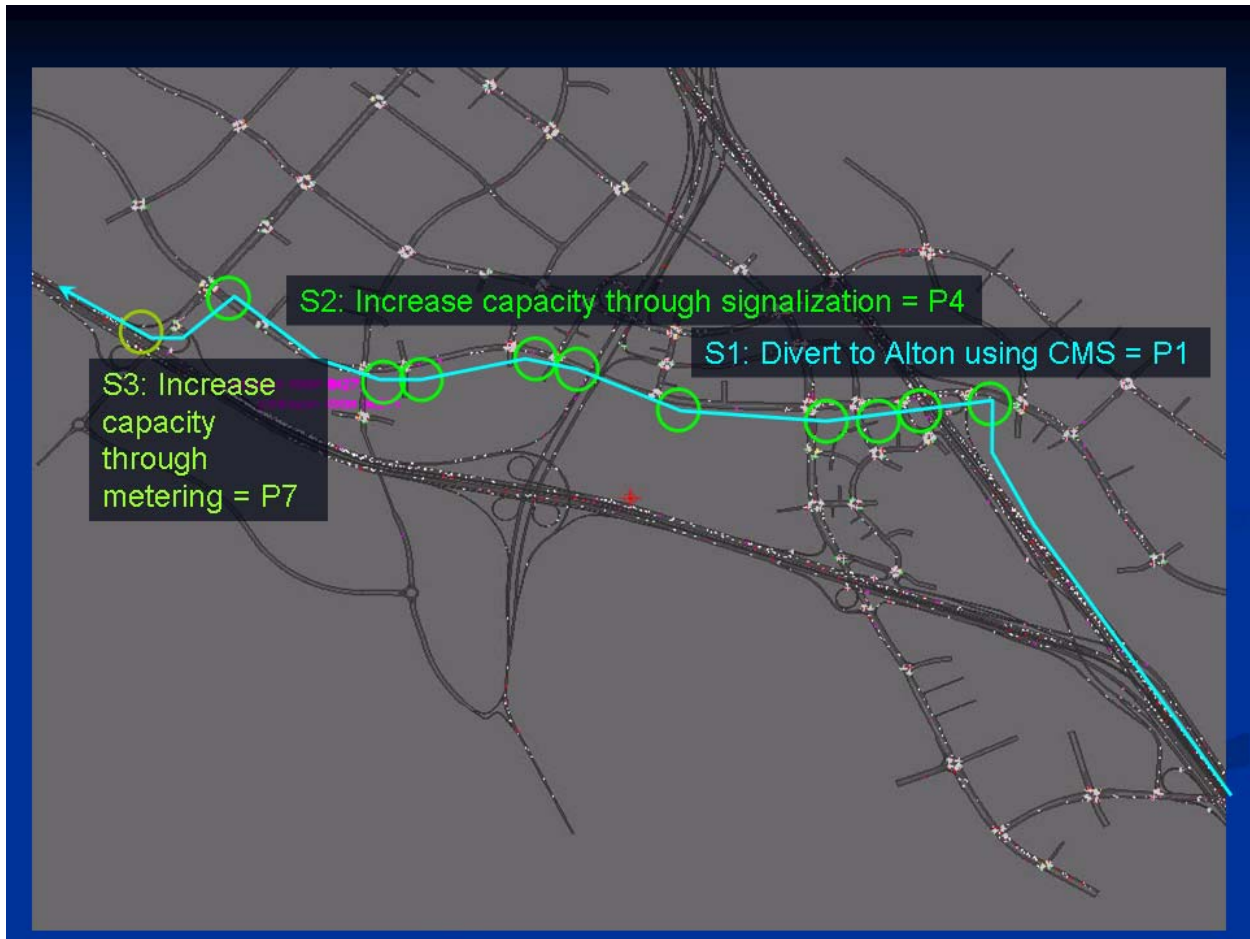 S2: Increase capacity through signalization = P4
S1: Divert to Alton using CMS = P1
S3: Increase
capacity
through
metering = P7